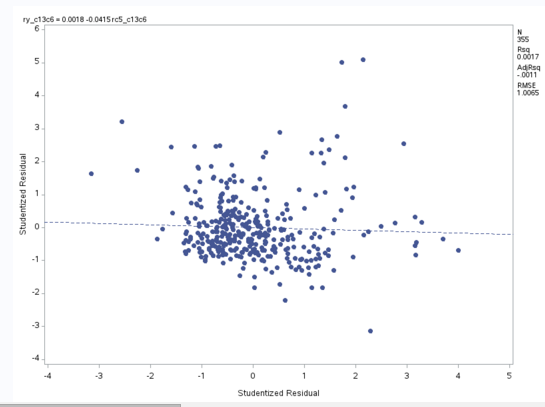 ry_c13c6 = 0.0018 -0.0415 rc5_c13c6
N
355
Rsq
0.0017
AdjRsq
-.0011
RMSE
1.0065
6
5
4
3
2
1
0
-1
-2
-3
-4
Studentized Residual
-4 -3 -2 -1 0 1 2 3 4 5
Studentized Residual